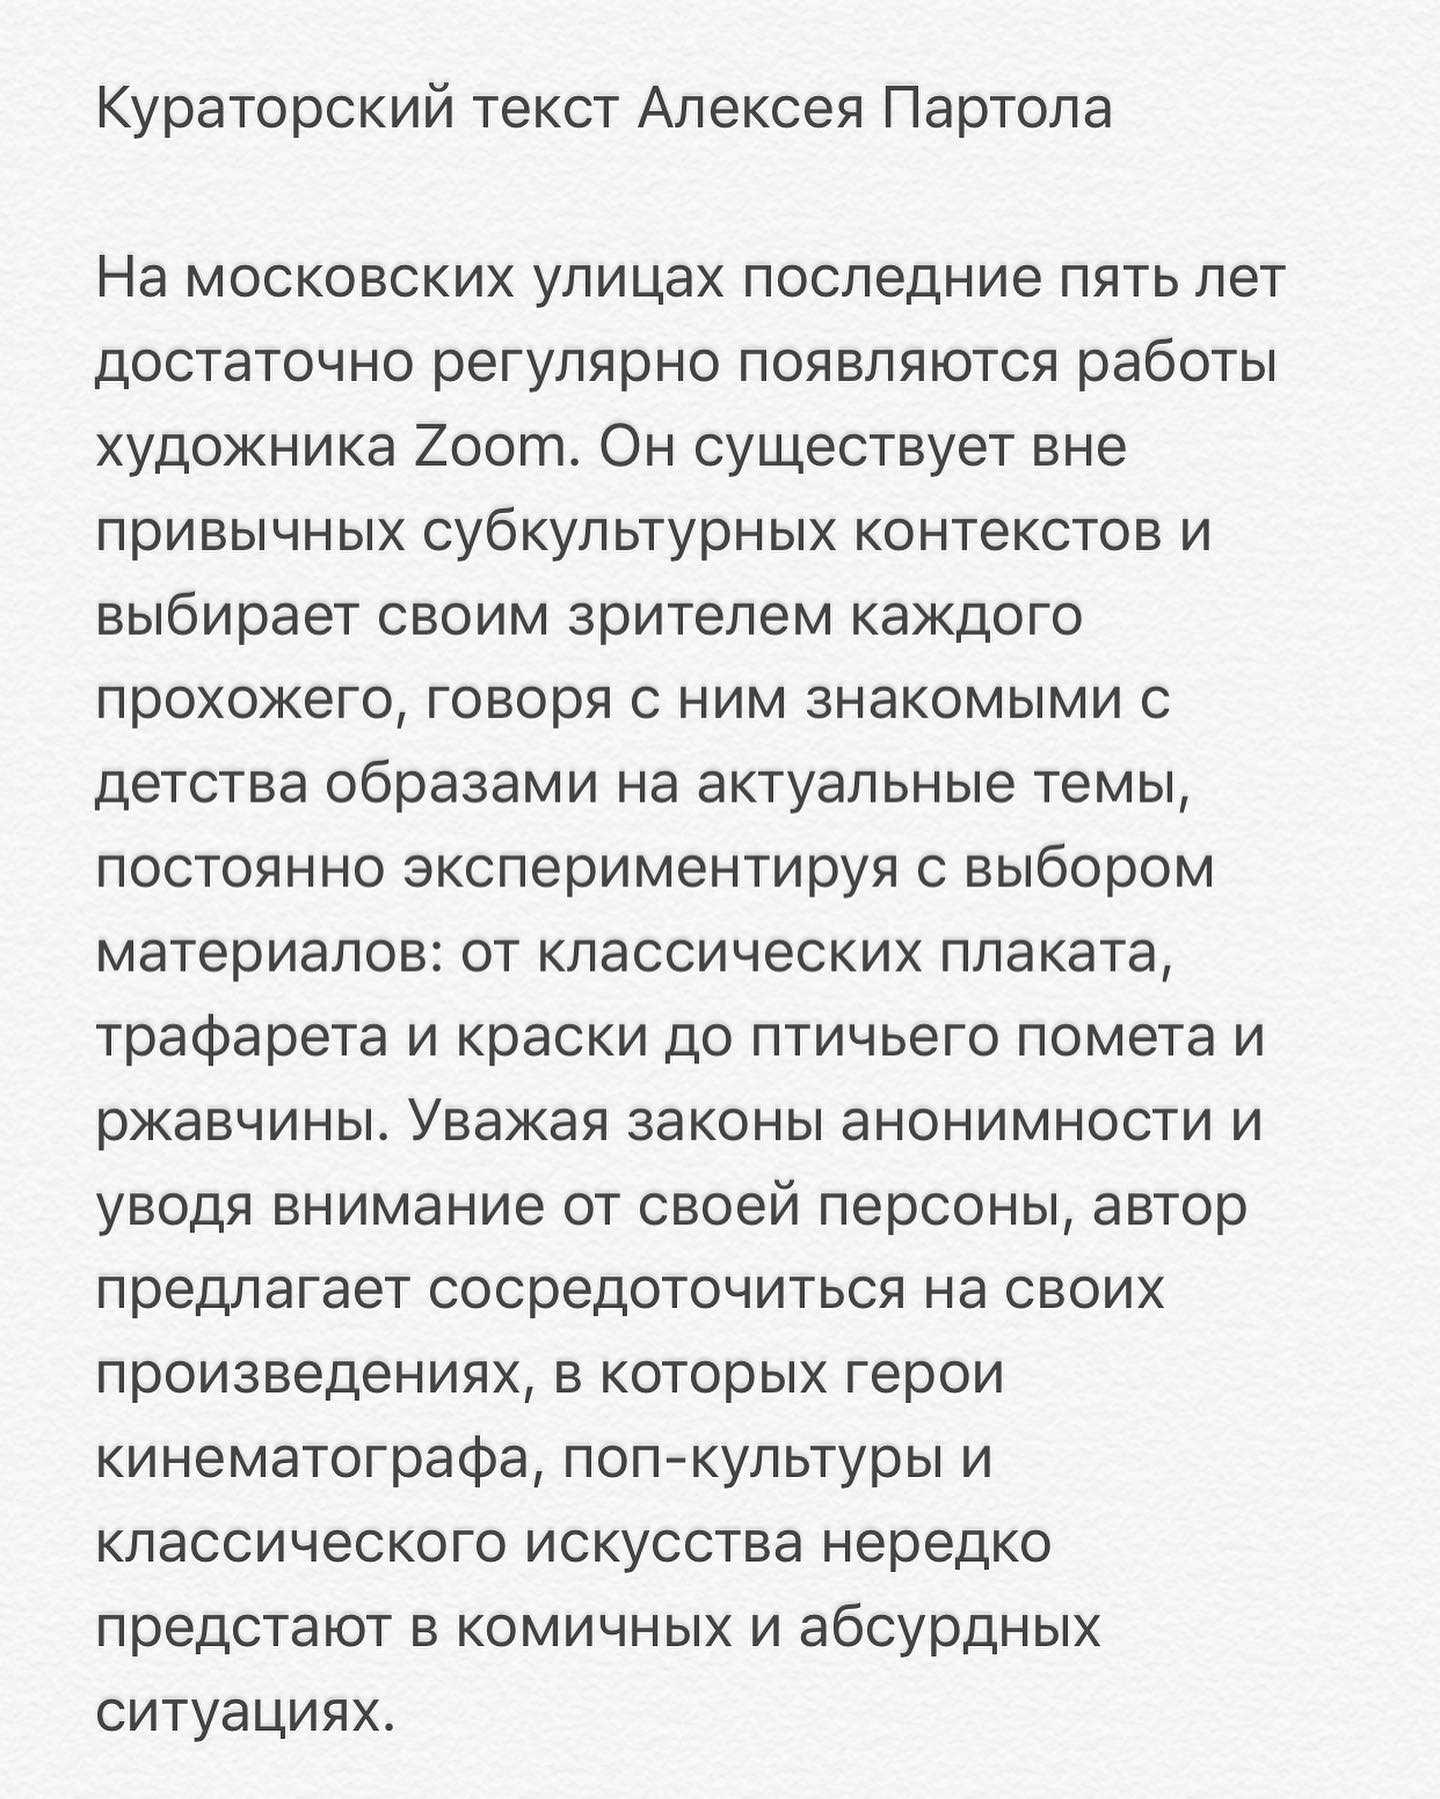 Кураторский текст Алексея Партола
На московских улицах последние пять лет
достаточно регулярно появляются работы
художника Zoom. Он существует вне
привычных субкультурных контекстов и
выбирает своим зрителем каждого
прохожего, говоря с ним знакомыми с
детства образами на актуальные темы,
постоянно экспериментируя с выбором
материалов: от классических плаката,
трафарета и краски до птичьего помета и
ржавчины. Уважая законы анонимности и
уводя внимание от своей персоны, автор
предлагает сосредоточиться на своих
произведениях, в которых герои
кинематографа, поп-культуры и
классического искусства нередко
предстают в комичных и абсурдных
ситуациях.